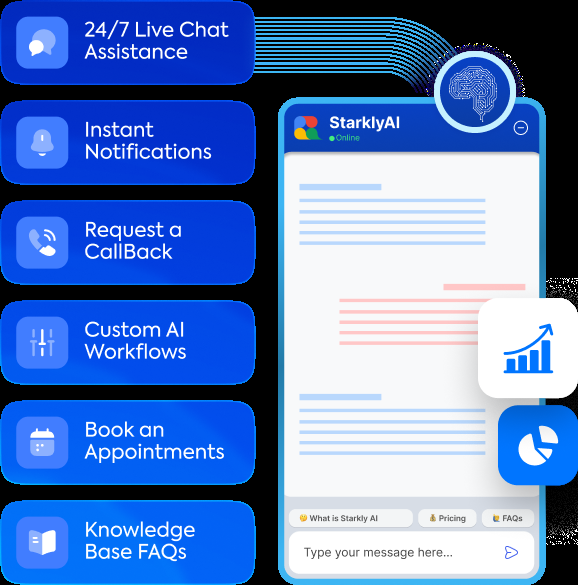 24/7 Live Chat
Assistance
Instant
Notifications
Request a
CallBack
Custom AI
Workflows
Book an
Appointments
Knowledge
Base FAQs
StarklyAI
Online
What is Starkly AI
Pricing
FAQs
Type your message here...